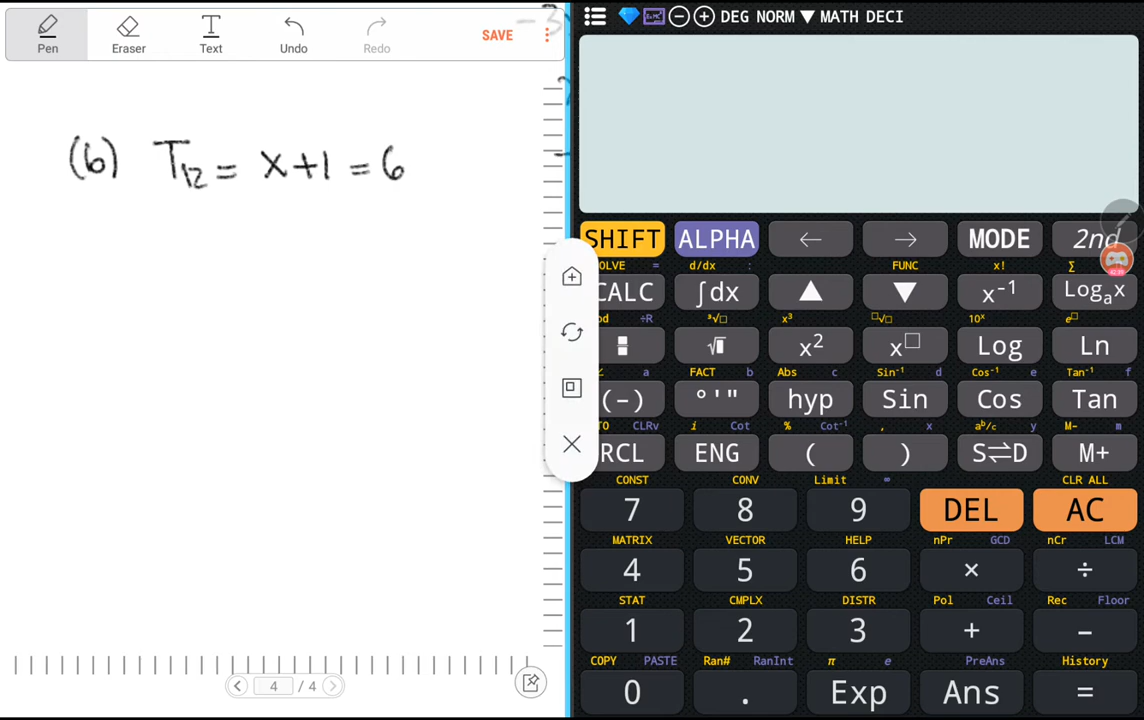 Pen
Eraser
Text
Undo
Redo
SAVE
(b) T12 = x+1 = 6
4 / 4
DEG NORM ▼ MATH DECI
SHIFT ALPHA ← → MODE 2nd
SOLVE = d/dx : FUNC x! ∑
CALC ∫dx ▲ ▼ x⁻¹ Logₐx
÷R ³√□ x³ □√□ 10ˣ e□
√ x² x□ Log Ln
a FACT b Abs c Sin⁻¹ d Cos⁻¹ e Tan⁻¹ f
(−) °'" hyp Sin Cos Tan
CLRv i Cot % Cot⁻¹ , x aᵇ/c y M- m
RCL ENG ( ) S⇌D M+
CONST CONV Limit ∞ CLR ALL
7 8 9 DEL AC
MATRIX VECTOR HELP nPr GCD nCr LCM
4 5 6 × ÷
STAT CMPLX DISTR Pol Ceil Rec Floor
1 2 3 + −
COPY PASTE Ran# RanInt π e PreAns History
0 . Exp Ans =